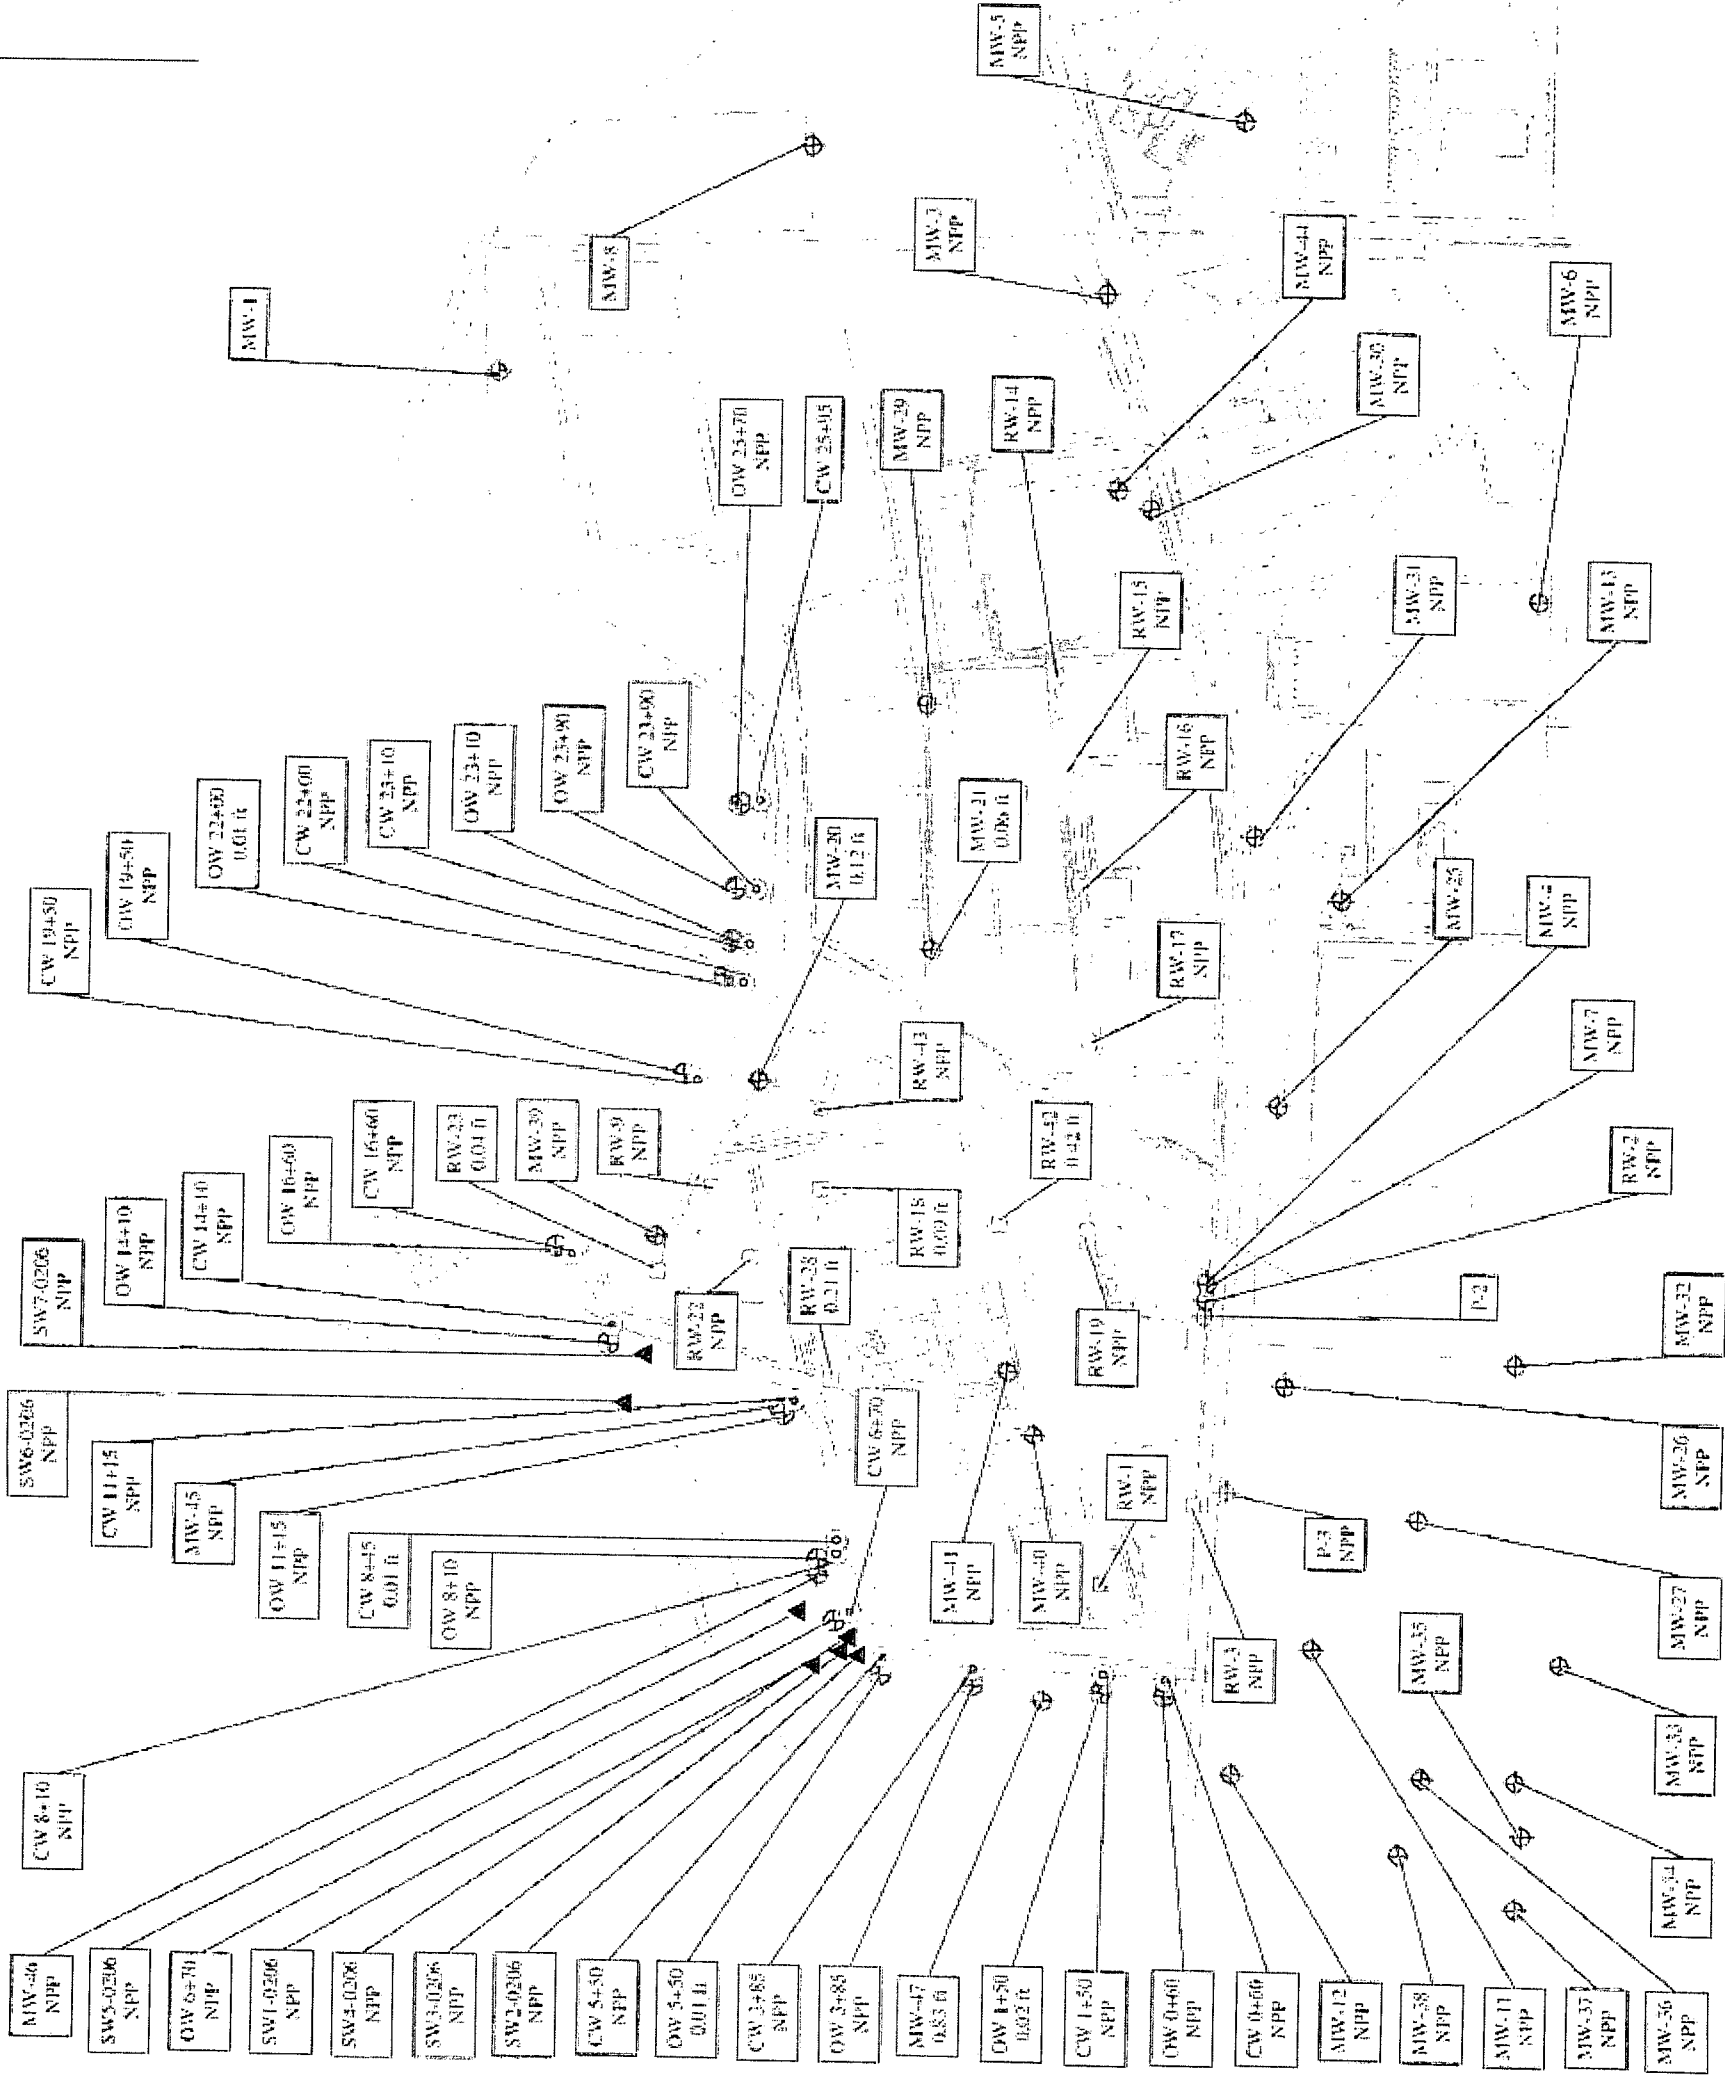 MW-5
NPP
MW-8
MW-3
NPP
MW-44
NPP
MW-6
NPP
MW-1
MW-30
NPP
RW-14
NPP
MW-29
NPP
CW 25+95
OW 25+70
NPP
MW-31
NPP
MW-13
NPP
RW-15
NPP
RW-16
NPP
CW 23+90
NPP
OW 23+90
NPP
OW 23+10
NPP
CW 23+10
NPP
CW 22+00
NPP
OW 22+00
0.01 ft
OW 19+50
NPP
CW 19+50
NPP
MW-20
0.12 ft
MW-21
0.06 ft
MW-25
MW-2
NPP
RW-17
NPP
MW-7
NPP
RW-43
NPP
RW-42
0.42 ft
RW-2
NPP
RW-9
NPP
MW-39
NPP
RW-23
0.04 ft
CW 16+60
NPP
OW 16+60
NPP
CW 14+10
NPP
OW 14+10
NPP
SW7-0206
NPP
RW-18
0.09 ft
RW-28
0.21 ft
RW-22
NPP
RW-19
NPP
P-2
MW-32
NPP
SW6-0206
NPP
CW 11+15
NPP
MW-45
NPP
OW 11+15
NPP
CW 8+45
0.01 ft
OW 8+10
NPP
CW 6+70
NPP
MW-41
NPP
MW-40
NPP
RW-1
NPP
P-3
NPP
MW-26
NPP
MW-27
NPP
RW-3
NPP
MW-35
NPP
MW-33
NPP
MW-34
NPP
CW 8+10
NPP
MW-46
NPP
SW5-0206
NPP
OW 6+70
NPP
SW1-0206
NPP
SW4-0206
NPP
SW3-0206
NPP
SW2-0206
NPP
CW 5+50
NPP
OW 5+50
0.01 ft
CW 3+85
NPP
OW 3+85
NPP
MW-47
0.83 ft
OW 1+50
0.02 ft
CW 1+50
NPP
OW 0+60
NPP
CW 0+60
NPP
MW-12
NPP
MW-38
NPP
MW-11
NPP
MW-37
NPP
MW-36
NPP